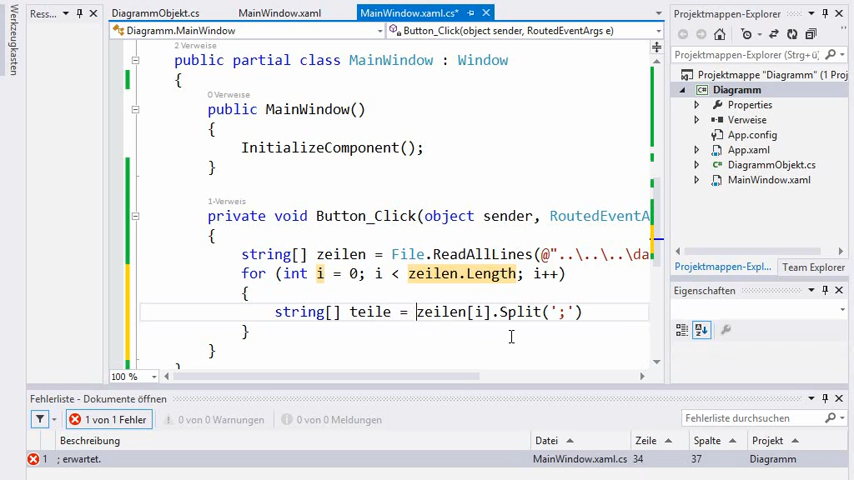 Werkzeugkasten
Ress...
DiagrammObjekt.cs MainWindow.xaml MainWindow.xaml.cs*
Diagramm.MainWindow Button_Click(object sender, RoutedEventArgs e)
2 Verweise
public partial class MainWindow : Window
{
0 Verweise
public MainWindow()
{
InitializeComponent();
}
1-Verweis
private void Button_Click(object sender, RoutedEventA
{
string[] zeilen = File.ReadAllLines(@"..\..\..\da
for (int i = 0; i < zeilen.Length; i++)
{
string[] teile = zeilen[i].Split(';')
}
}
100 %
Projektmappen-Explorer
Projektmappen-Explorer (Strg+ü)
Projektmappe "Diagramm" (1 Proj
Diagramm
Properties
Verweise
App.config
App.xaml
DiagrammObjekt.cs
MainWindow.xaml
Projektmappen-Expl... Team Explorer
Eigenschaften
Fehlerliste - Dokumente öffnen
1 von 1 Fehler 0 von 0 Warnungen 0 von 0 Meldungen
Fehlerliste durchsuchen
Beschreibung Datei Zeile Spalte Projekt
1 ; erwartet. MainWindow.xaml.cs 34 37 Diagramm